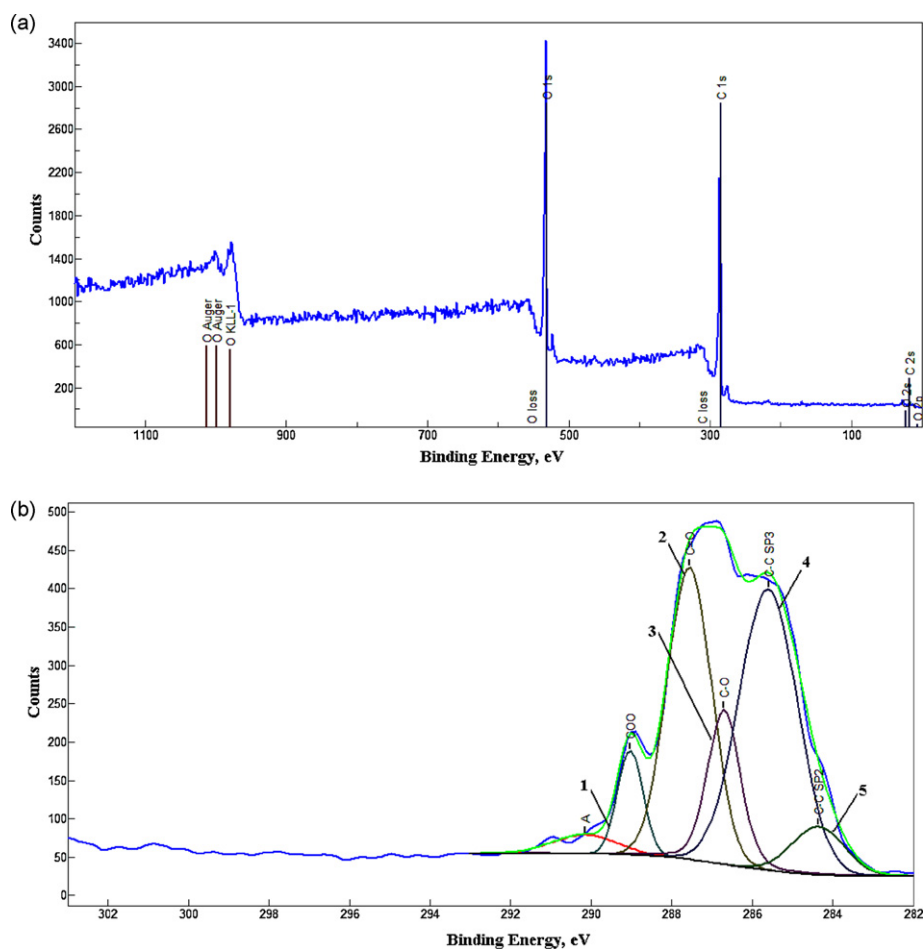 (a)
3400
3000
2600
2200
1800
1400
1000
600
200
Counts
O Auger
O Auger
O KLL-1
O loss
C 1s
C loss
C 1s
2s
C 2s
1100
900
700
500
300
100
Binding Energy, eV
(b)
500
450
400
350
300
250
200
150
100
50
0
Counts
1
A
COO
2
3
C-O
C-C SP3
4
C-C SP2
5
302
300
298
296
294
292
290
288
286
284
282
Binding Energy, eV